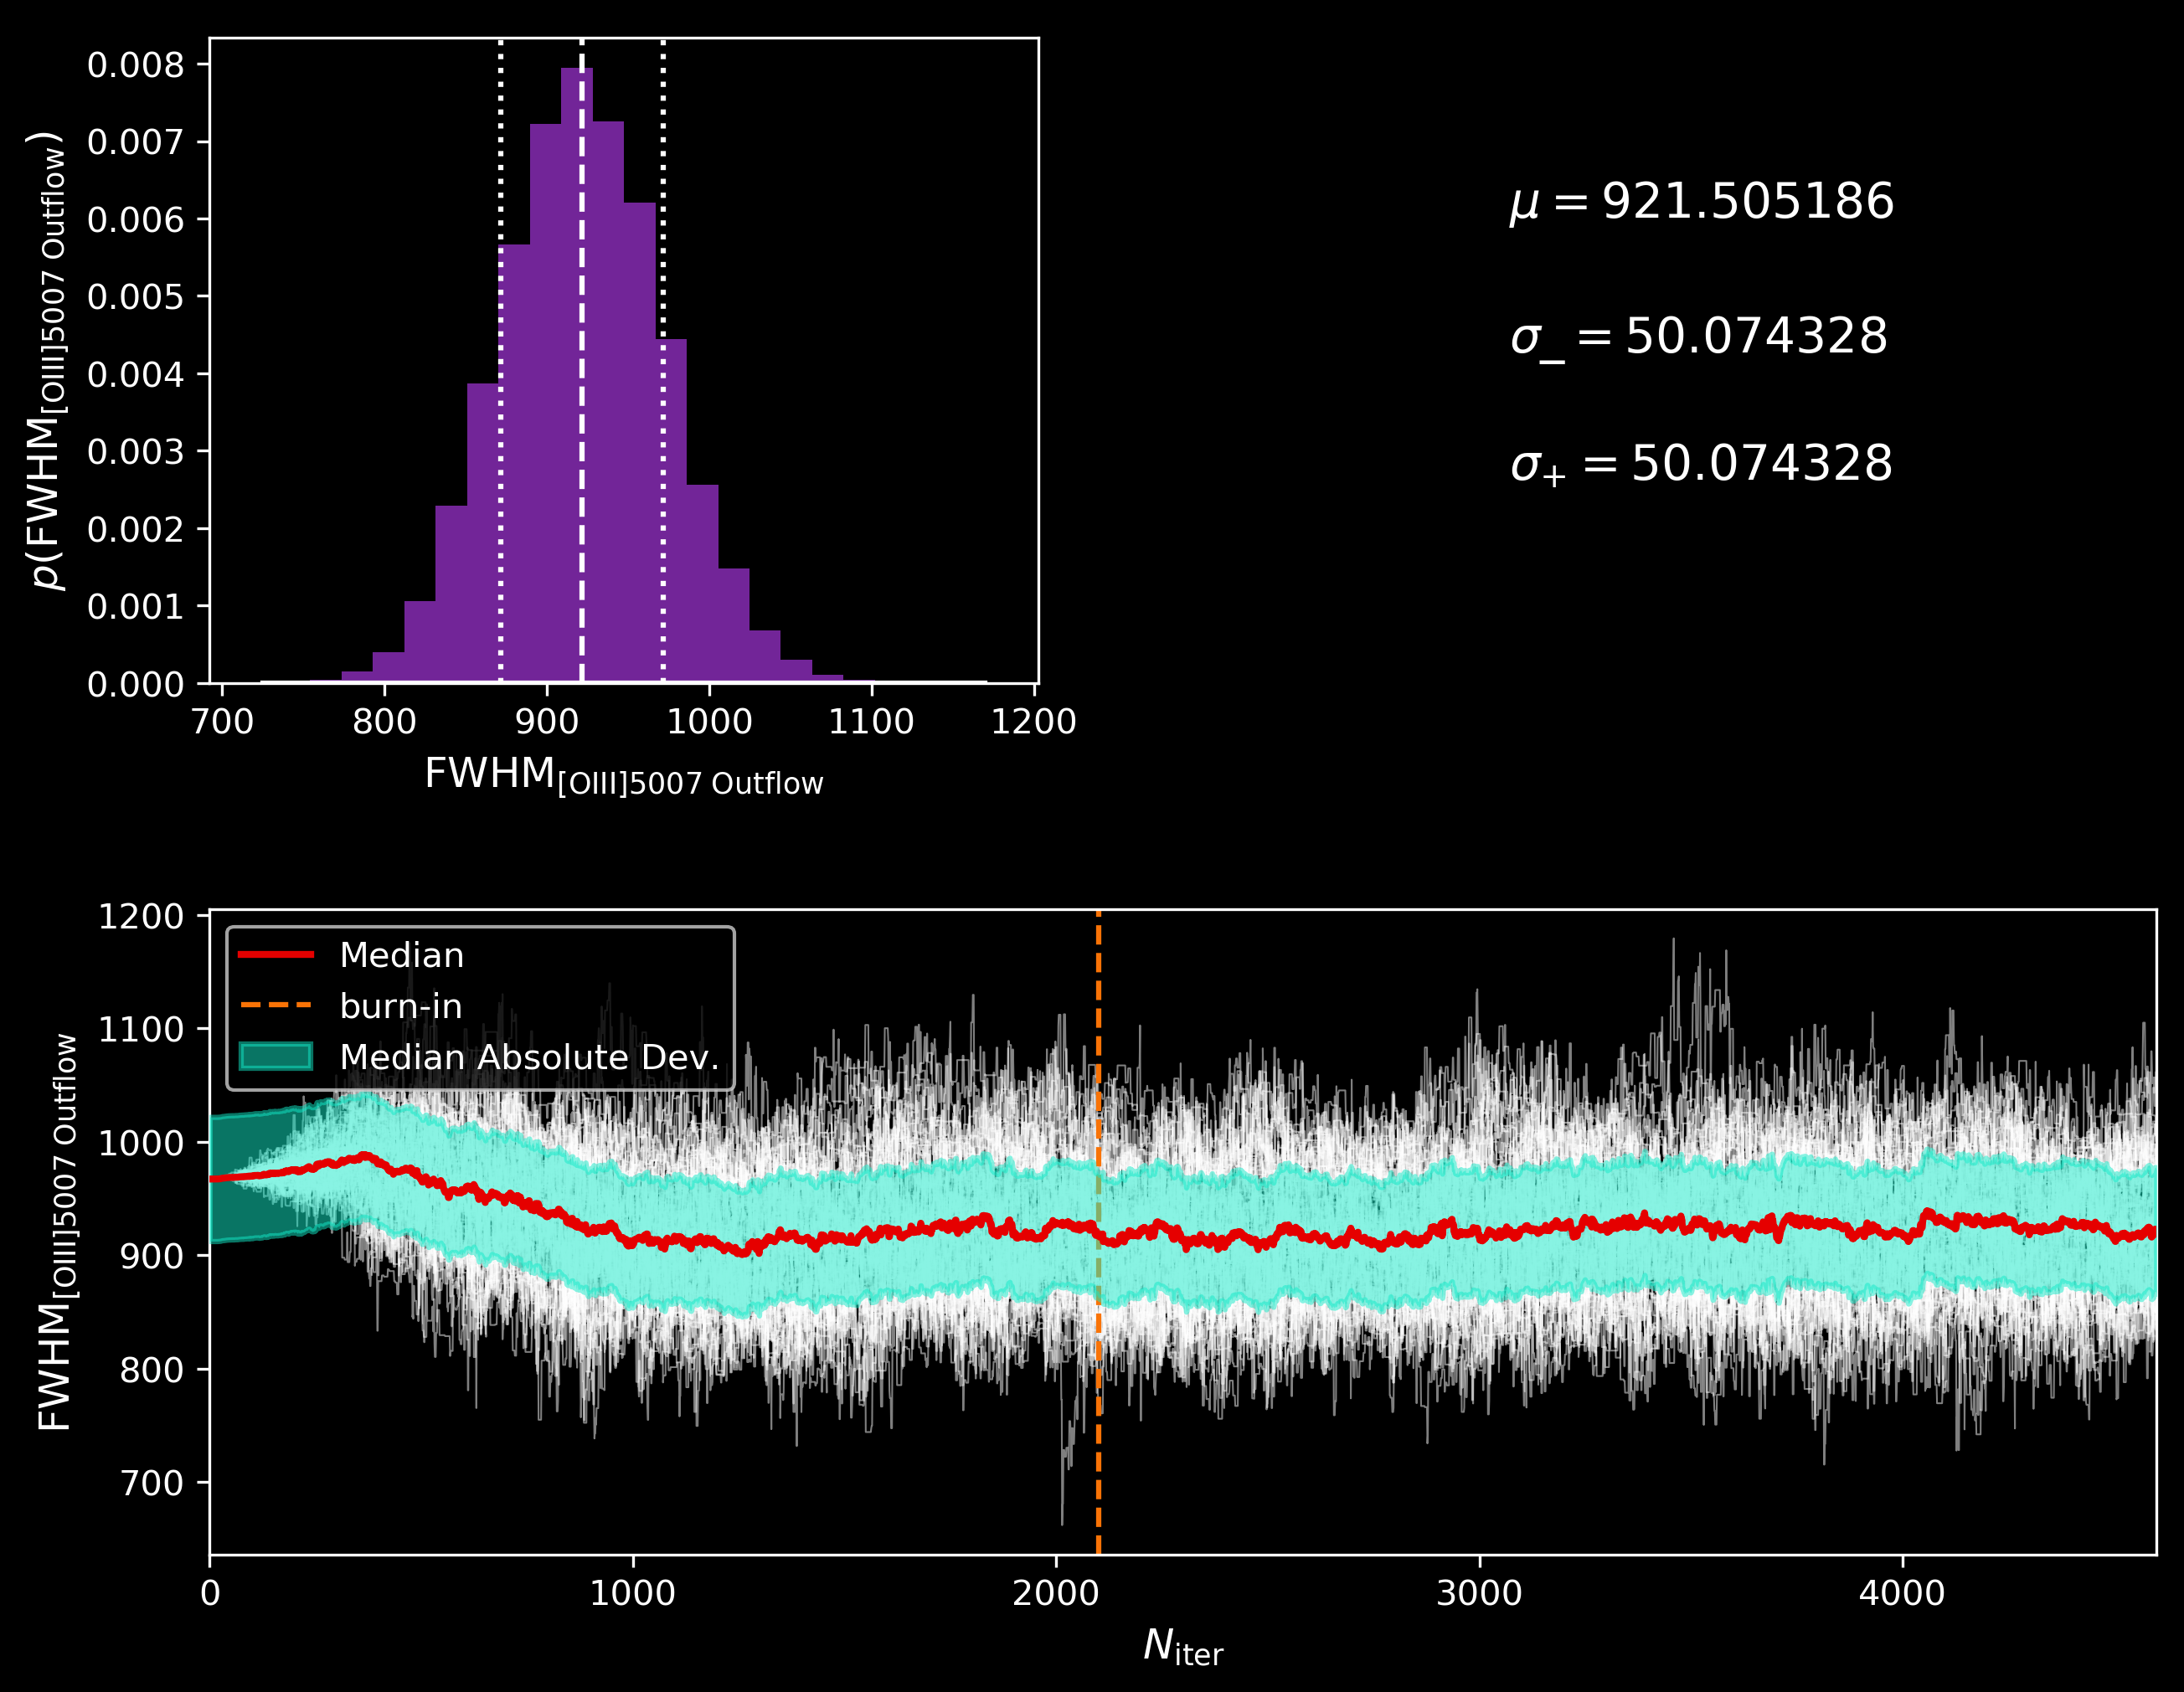 0.008
0.007
0.006
0.005
0.004
0.003
0.002
0.001
0.000
p(FWHM[OIII]5007 Outflow)
700 800 900 1000 1100 1200
FWHM[OIII]5007 Outflow
μ = 921.505186
σ− = 50.074328
σ+ = 50.074328
1200
1100
1000
900
800
700
FWHM[OIII]5007 Outflow
Median
burn-in
Median Absolute Dev.
0 1000 2000 3000 4000
Niter